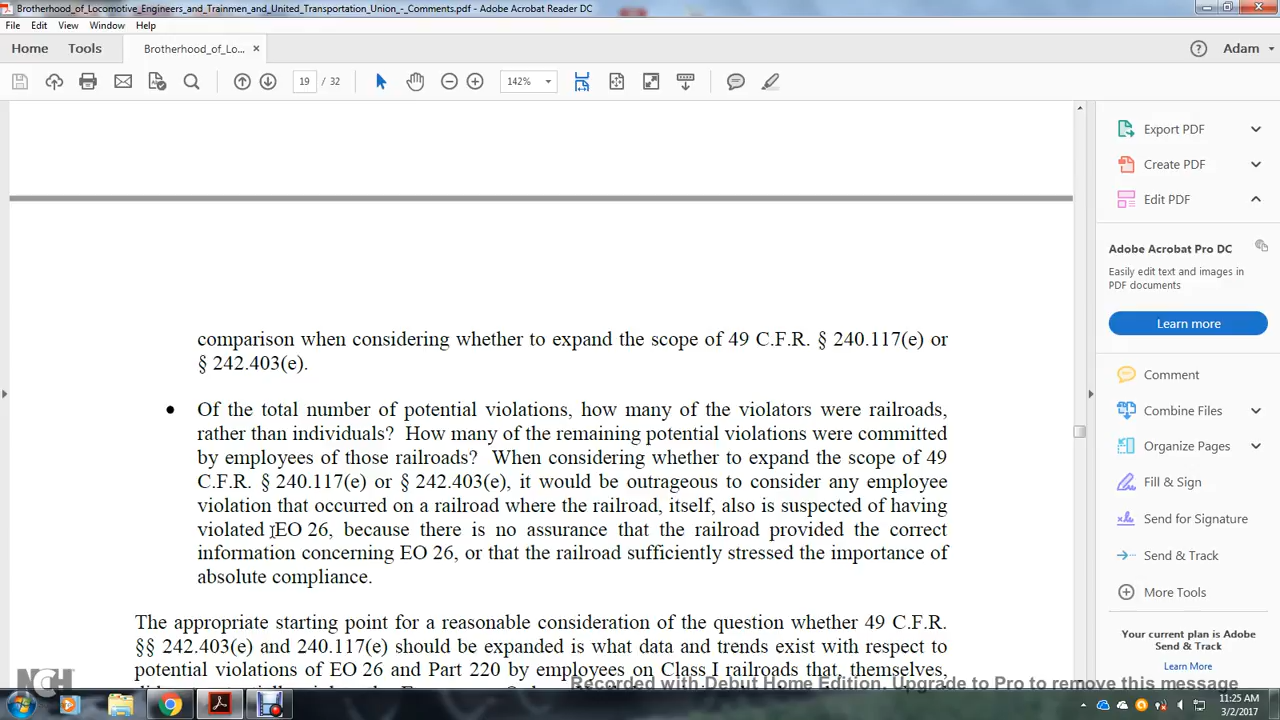 Brotherhood_of_Locomotive_Engineers_and_Trainmen_and_United_Transportation_Union_-_Comments.pdf - Adobe Acrobat Reader DC
File Edit View Window Help
Home Tools Brotherhood_of_Lo... × Adam
19 / 32 142%
Export PDF
Create PDF
Edit PDF
Adobe Acrobat Pro DC
Easily edit text and images in
PDF documents
Learn more
comparison when considering whether to expand the scope of 49 C.F.R. § 240.117(e) or
§ 242.403(e).
• Of the total number of potential violations, how many of the violators were railroads,
rather than individuals? How many of the remaining potential violations were committed
by employees of those railroads? When considering whether to expand the scope of 49
C.F.R. § 240.117(e) or § 242.403(e), it would be outrageous to consider any employee
violation that occurred on a railroad where the railroad, itself, also is suspected of having
violated EO 26, because there is no assurance that the railroad provided the correct
information concerning EO 26, or that the railroad sufficiently stressed the importance of
absolute compliance.
The appropriate starting point for a reasonable consideration of the question whether 49 C.F.R.
§§ 242.403(e) and 240.117(e) should be expanded is what data and trends exist with respect to
potential violations of EO 26 and Part 220 by employees on Class I railroads that, themselves,
Comment
Combine Files
Organize Pages
Fill & Sign
Send for Signature
Send & Track
More Tools
Your current plan is Adobe
Send & Track
Learn More
NCH
Recorded with Debut Home Edition. Upgrade to Pro to remove this message
11:25 AM
3/2/2017